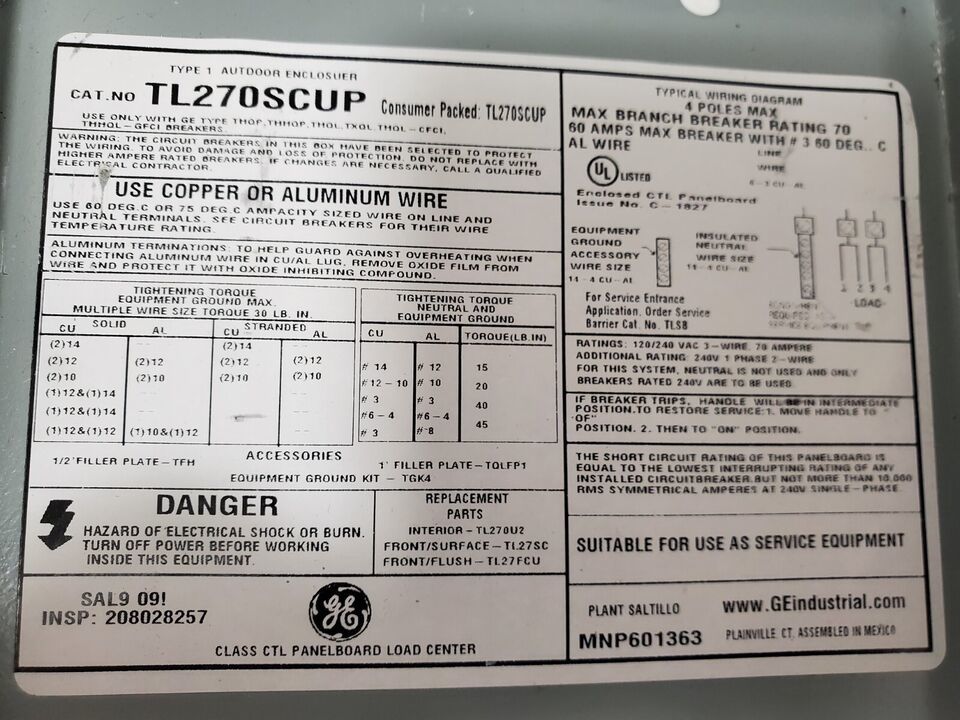 TYPE 1 AUTDOOR ENCLOSUER
CAT.NO TL270SCUP Consumer Packed: TL270SCUP
USE ONLY WITH GE TYPE THQP, THHQP, THQL, TXQL THQL - CFCI,
THHQL - GFCI BREAKERS
WARNING: THE CIRCUIT BREAKERS IN THIS BOX HAVE BEEN SELECTED TO PROTECT
THE WIRING. TO AVOID DAMAGE AND LOSS OF PROTECTION. DO NOT REPLACE WITH
HIGHER AMPERE RATED BREAKERS. IF CHANGES ARE NECESSARY, CALL A QUALIFIED
ELECTRICAL CONTRACTOR.
USE COPPER OR ALUMINUM WIRE
USE 60 DEG.C OR 75 DEG.C AMPACITY SIZED WIRE ON LINE AND
NEUTRAL TERMINALS. SEE CIRCUIT BREAKERS FOR THEIR WIRE
TEMPERATURE RATING.
ALUMINUM TERMINATIONS: TO HELP GUARD AGAINST OVERHEATING WHEN
CONNECTING ALUMINUM WIRE IN CU/AL LUG. REMOVE OXIDE FILM FROM
WIRE AND PROTECT IT WITH OXIDE INHIBITING COMPOUND.
TIGHTENING TORQUE
EQUIPMENT GROUND MAX.
MULTIPLE WIRE SIZE TORQUE 30 LB. IN.
SOLID STRANDED
CU AL CU AL
(2)14 (2)14
(2)12 (2)12 (2)12 (2)12
(2)10 (2)10 (2)10 (2)10
(1)12&(1)14
(1)12&(1)14
(1)12&(1)12 (1)10&(1)12
TIGHTENING TORQUE
NEUTRAL AND
EQUIPMENT GROUND
CU AL TORQUE(LB.IN)
# 14 # 12 15
#12 - 10 # 10 20
# 3 # 3 40
#6 - 4 #6 - 4 45
# 3 #-8
ACCESSORIES
1/2' FILLER PLATE - TFH 1' FILLER PLATE - TQLFP1
EQUIPMENT GROUND KIT - TGK4
DANGER
HAZARD OF ELECTRICAL SHOCK OR BURN.
TURN OFF POWER BEFORE WORKING
INSIDE THIS EQUIPMENT.
REPLACEMENT
PARTS
INTERIOR - TL270U2
FRONT/SURFACE - TL27SC
FRONT/FLUSH - TL27FCU
SAL9 09!
INSP: 208028257
GE
CLASS CTL PANELBOARD LOAD CENTER
TYPICAL WIRING DIAGRAM
4 POLES MAX
MAX BRANCH BREAKER RATING 70
60 AMPS MAX BREAKER WITH # 3 60 DEG.. C
AL WIRE
LINE
WIRE
UL LISTED
Enclosed CTL Panelboard
Issue No. C - 1827
EQUIPMENT
GROUND
ACCESSORY
WIRE SIZE
14 - 4 CU - AL
INSULATED
NEUTRAL
WIRE SIZE
14 - 4 CU - AL
1 2 3 4
LOAD
For Service Entrance
Application, Order Service
Barrier Cat. No. TLSB
RATINGS: 120/240 VAC 3 - WIRE. 70 AMPERE
ADDITIONAL RATING: 240V 1 PHASE 2 - WIRE
FOR THIS SYSTEM, NEUTRAL IS NOT USED AND ONLY
BREAKERS RATED 240V ARE TO BE USED
IF BREAKER TRIPS, HANDLE WILL BE IN INTERMEDIATE
POSITION.TO RESTORE SERVICE:1. MOVE HANDLE TO
"OF"
POSITION. 2. THEN TO "ON" POSITION.
THE SHORT CIRCUIT RATING OF THIS PANELBOARD IS
EQUAL TO THE LOWEST INTERRUPTING RATING OF ANY
INSTALLED CIRCUITBREAKER.BUT NOT MORE THAN 10,000
RMS SYMMETRICAL AMPERES AT 240V SINGLE - PHASE.
SUITABLE FOR USE AS SERVICE EQUIPMENT
PLANT SALTILLO www.GEindustrial.com
MNP601363 PLAINVILLE. CT. ASSEMBLED IN MEXICO